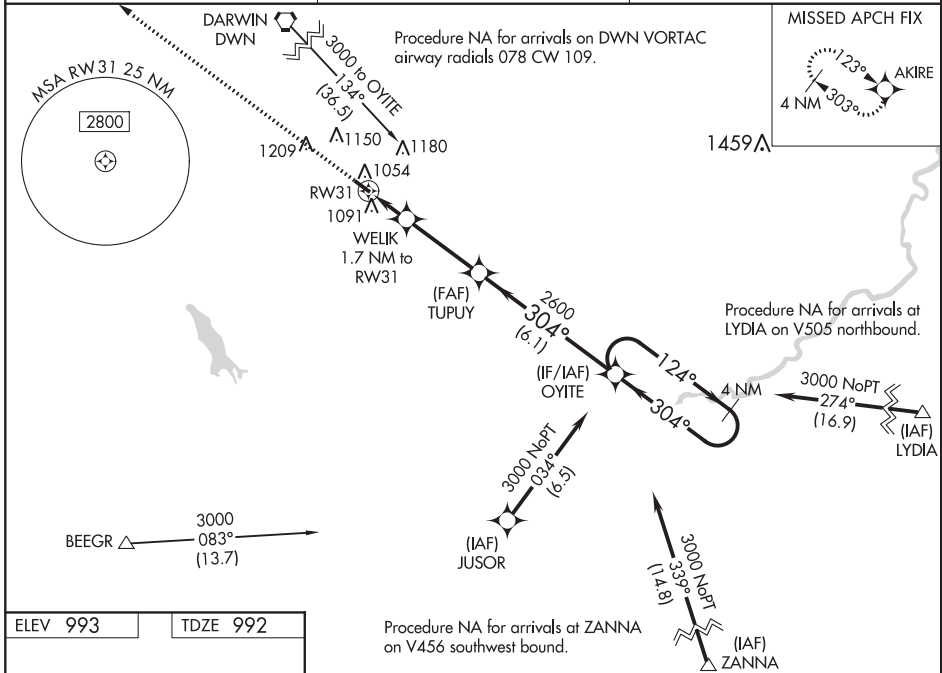 DARWIN
DWN
Procedure NA for arrivals on DWN VORTAC
airway radials 078 CW 109.
MISSED APCH FIX
123°
AKIRE
4 NM
303°
MSA RW31 25 NM
2800
3000 to OYITE
134°
(36.5)
1209
1150
1180
1459
1054
RW31
1091
WELIK
1.7 NM to
RW31
(FAF)
TUPUY
2600
304°
(6.1)
Procedure NA for arrivals at
LYDIA on V505 northbound.
(IF/IAF)
OYITE
124°
4 NM
304°
3000 NoPT
274°
(16.9)
(IAF)
LYDIA
3000 NoPT
034°
(6.5)
(IAF)
JUSOR
BEEGR
3000
083°
(13.7)
3000 NoPT
339°
(14.8)
(IAF)
ZANNA
ELEV 993
TDZE 992
Procedure NA for arrivals at ZANNA
on V456 southwest bound.